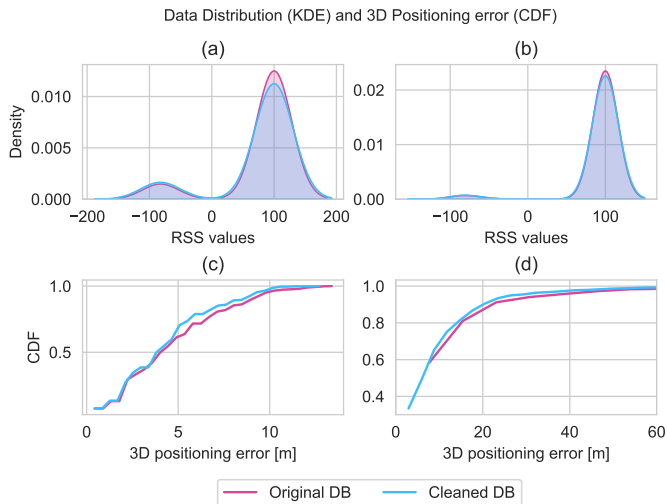 Data Distribution (KDE) and 3D Positioning error (CDF)
(a)
(b)
Density
0.010
0.005
0.000
−200
−100
0
100
200
RSS values
0.02
0.01
0.00
−100
0
100
RSS values
(c)
(d)
CDF
1.0
0.5
0
5
10
3D positioning error [m]
1.0
0.8
0.6
0.4
0
20
40
60
3D positioning error [m]
Original DB
Cleaned DB